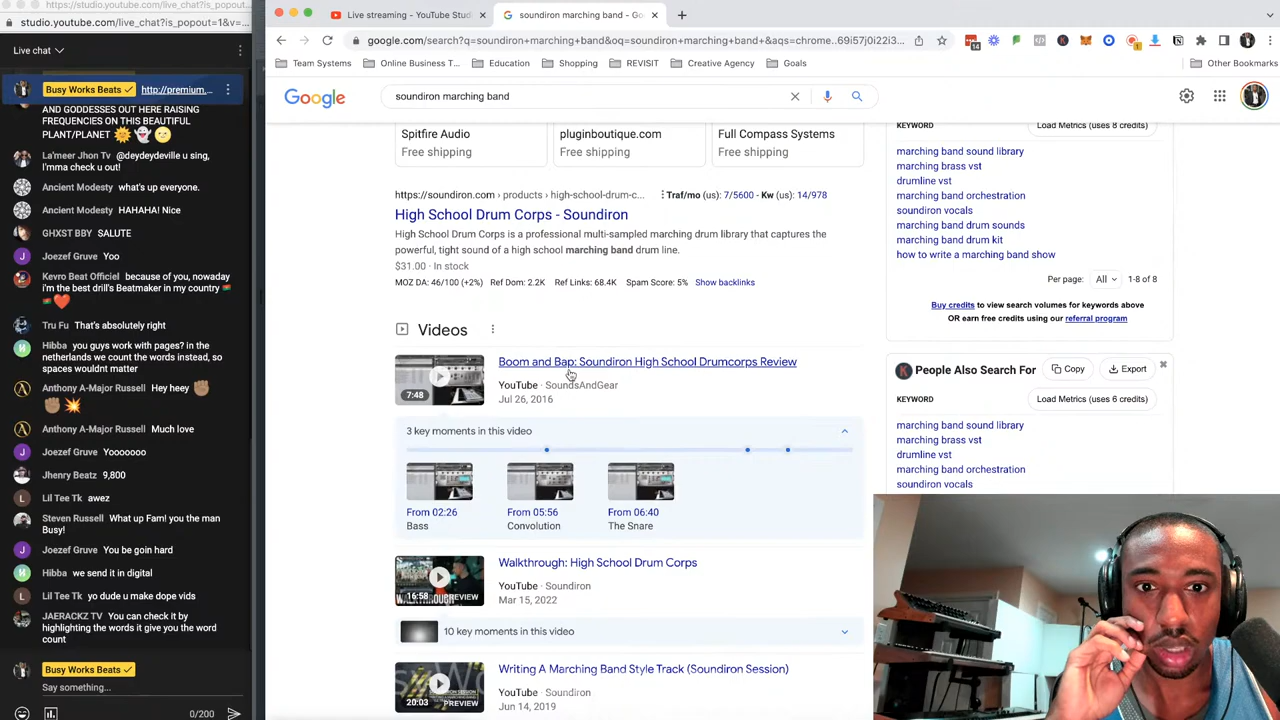 https://studio.youtube.com/live_chat?is_popout=1&v=...
studio.youtube.com/live_chat?is_popout=1&v=...
Live chat
Busy Works Beats http://premium....
AND GODDESSES OUT HERE RAISING
FREQUENCIES ON THIS BEAUTIFUL
PLANT/PLANET
La'meer Jhon Tv @deydeydeville u sing,
I'mma check u out!
Ancient Modesty what's up everyone.
Ancient Modesty HAHAHA! Nice
GHXST BBY SALUTE
Joezef Gruve Yoo
Kevro Beat Officiel because of you, nowaday
i'm the best drill's Beatmaker in my country
Tru Fu That's absolutely right
Hibba you guys work with pages? in the
netherlands we count the words instead, so
spaces wouldnt matter
Anthony A-Major Russell Hey heey
Anthony A-Major Russell Much love
Joezef Gruve Yooooooo
Jhenry Beatz 9,800
Lil Tee Tk awez
Steven Russell What up Fam! you the man
Busy!
Joezef Gruve You be goin hard
Hibba we send it in digital
Lil Tee Tk yo dude u make dope vids
JAERACKZ TV You can check it by
highlighting the words it give you the word
count
Busy Works Beats
Say something...
0/200
Live streaming - YouTube Stud
soundiron marching band - Go
google.com/search?q=soundiron+marching+band&oq=soundiron+marching+band+&aqs=chrome..69i57j0i22i3...
Team Systems
Online Business T...
Education
Shopping
REVISIT
Creative Agency
Goals
Other Bookmarks
Google
soundiron marching band
Spitfire Audio
Free shipping
pluginboutique.com
Free shipping
Full Compass Systems
Free shipping
https://soundiron.com › products › high-school-drum-c...
Traf/mo (us): 7/5600 - Kw (us): 14/978
High School Drum Corps - Soundiron
High School Drum Corps is a professional multi-sampled marching drum library that captures the
powerful, tight sound of a high school marching band drum line.
$31.00 · In stock
MOZ DA: 46/100 (+2%) Ref Dom: 2.2K Ref Links: 68.4K Spam Score: 5% Show backlinks
Videos
Boom and Bap: Soundiron High School Drumcorps Review
YouTube · SoundsAndGear
Jul 26, 2016
7:48
3 key moments in this video
From 02:26
Bass
From 05:56
Convolution
From 06:40
The Snare
Walkthrough: High School Drum Corps
YouTube · Soundiron
Mar 15, 2022
16:58 PREVIEW
10 key moments in this video
Writing A Marching Band Style Track (Soundiron Session)
YouTube · Soundiron
Jun 14, 2019
20:03 PREVIEW
KEYWORD
Load Metrics (uses 8 credits)
marching band sound library
marching brass vst
drumline vst
marching band orchestration
soundiron vocals
marching band drum sounds
marching band drum kit
how to write a marching band show
Per page: All 1-8 of 8
Buy credits to view search volumes for keywords above
OR earn free credits using our referral program
People Also Search For
Copy
Export
KEYWORD
Load Metrics (uses 6 credits)
marching band sound library
marching brass vst
drumline vst
marching band orchestration
soundiron vocals